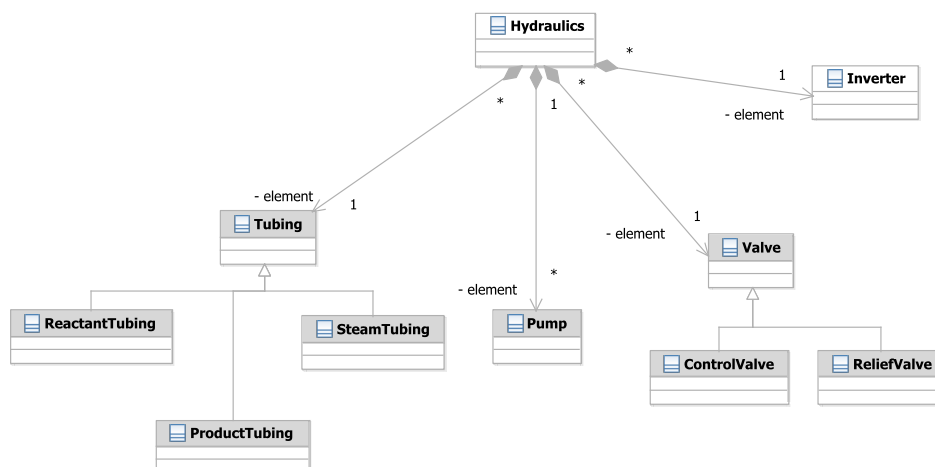 Hydraulics
*
1
Inverter
- element
*
1
*
- element
1
Tubing
- element
1
Valve
- element
*
ReactantTubing
SteamTubing
Pump
ControlValve
ReliefValve
ProductTubing